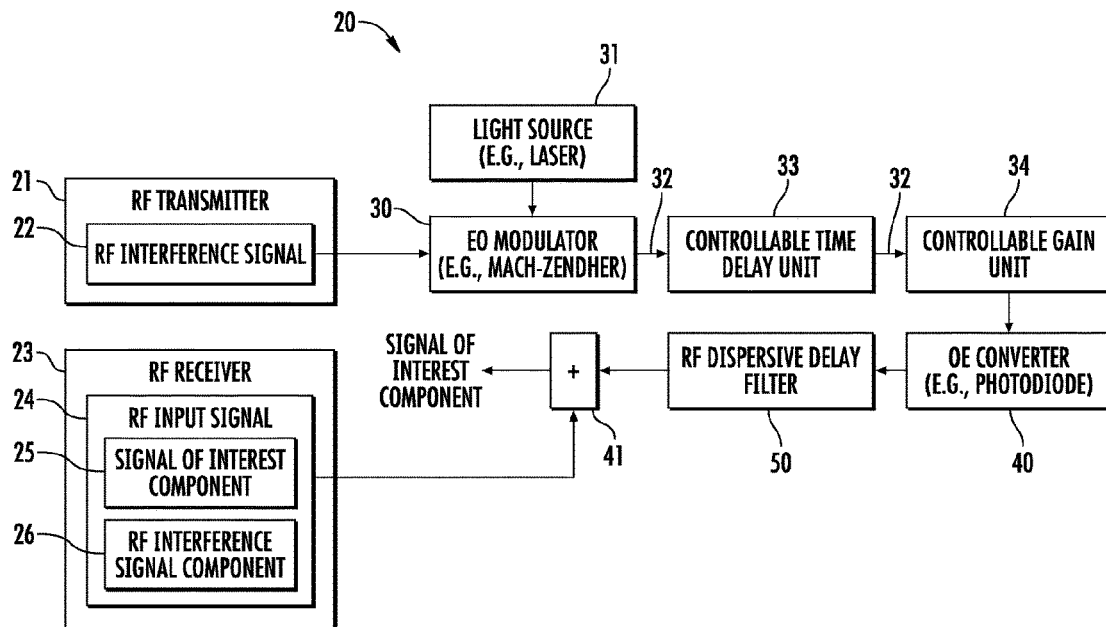 20
31
LIGHT SOURCE
(E.G., LASER)
21
RF TRANSMITTER
22
RF INTERFERENCE SIGNAL
30
EO MODULATOR
(E.G., MACH-ZENDHER)
32
33
CONTROLLABLE TIME
DELAY UNIT
32
34
CONTROLLABLE GAIN
UNIT
23
RF RECEIVER
24
RF INPUT SIGNAL
25
SIGNAL OF INTEREST
COMPONENT
26
RF INTERFERENCE
SIGNAL COMPONENT
SIGNAL OF
INTEREST
COMPONENT
+
41
RF DISPERSIVE DELAY
FILTER
50
OE CONVERTER
(E.G., PHOTODIODE)
40